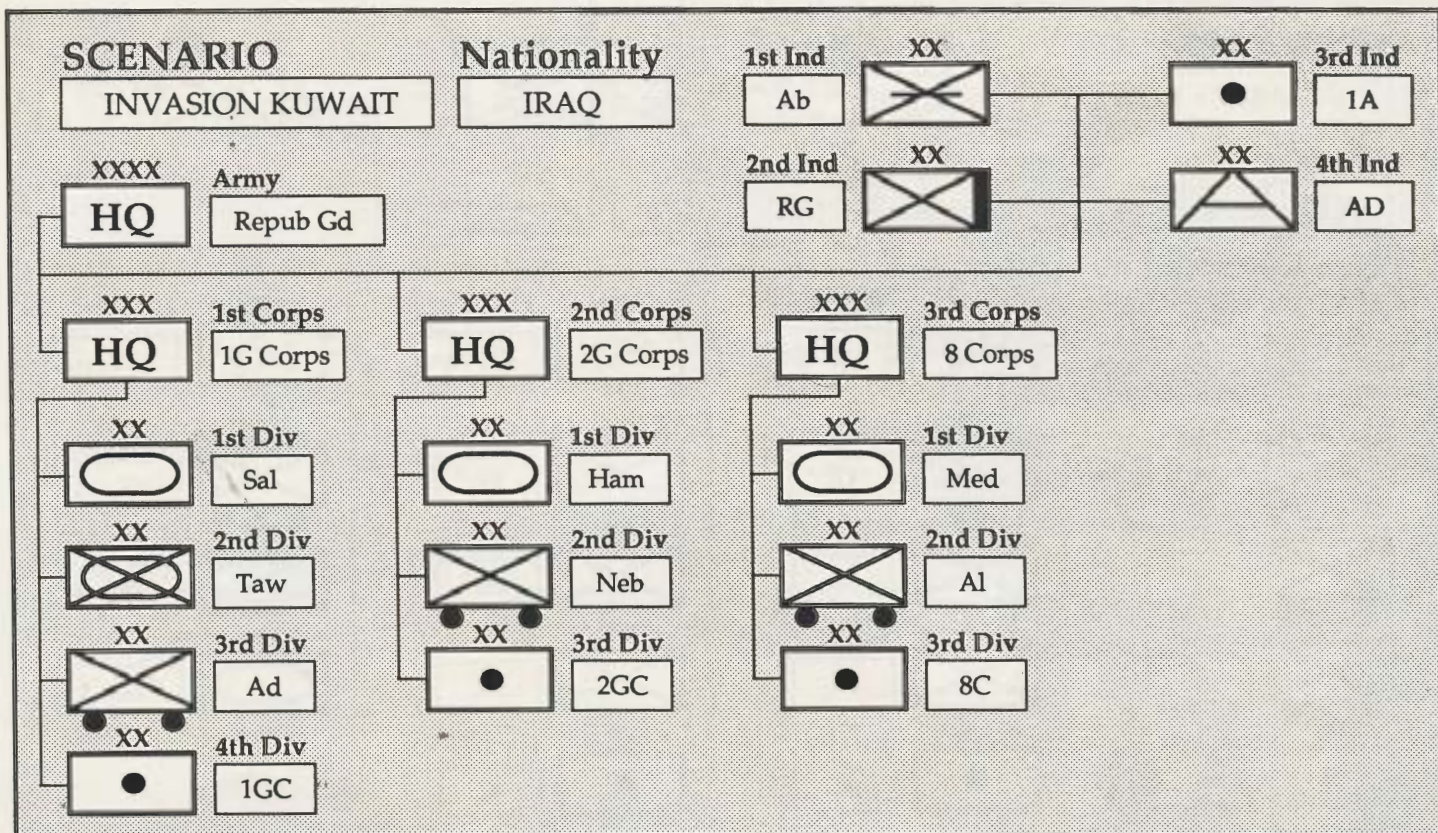 SCENARIO
INVASION KUWAIT
Nationality
IRAQ
1st Ind
Ab
XX
XX
3rd Ind
1A
2nd Ind
RG
XX
XX
4th Ind
AD
XXXX
HQ
Army
Repub Gd
XXX
HQ
1st Corps
1G Corps
XXX
HQ
2nd Corps
2G Corps
XXX
HQ
3rd Corps
8 Corps
XX
1st Div
Sal
XX
1st Div
Ham
XX
1st Div
Med
XX
2nd Div
Taw
XX
2nd Div
Neb
XX
2nd Div
Al
XX
3rd Div
Ad
XX
3rd Div
2GC
XX
3rd Div
8C
XX
4th Div
1GC